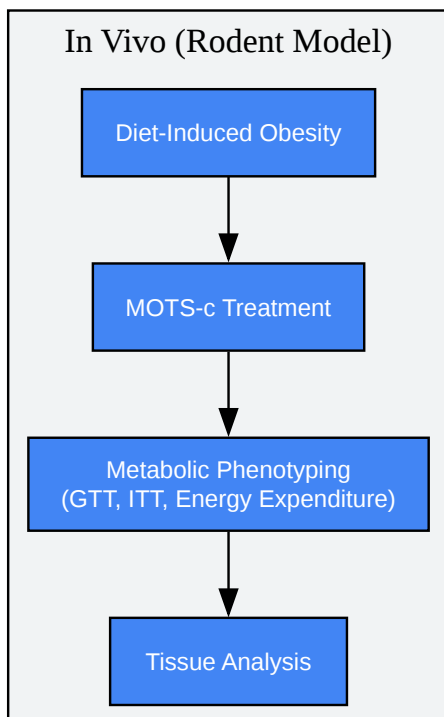 In Vivo (Rodent Model)
Diet-Induced Obesity
MOTS-c Treatment
Metabolic Phenotyping
(GTT, ITT, Energy Expenditure)
Tissue Analysis